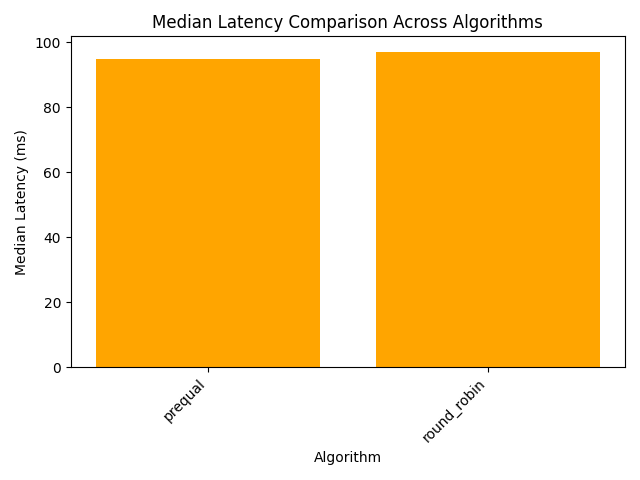 Median Latency Comparison Across Algorithms
100
80
60
40
20
0
Median Latency (ms)
prequal
round_robin
Algorithm